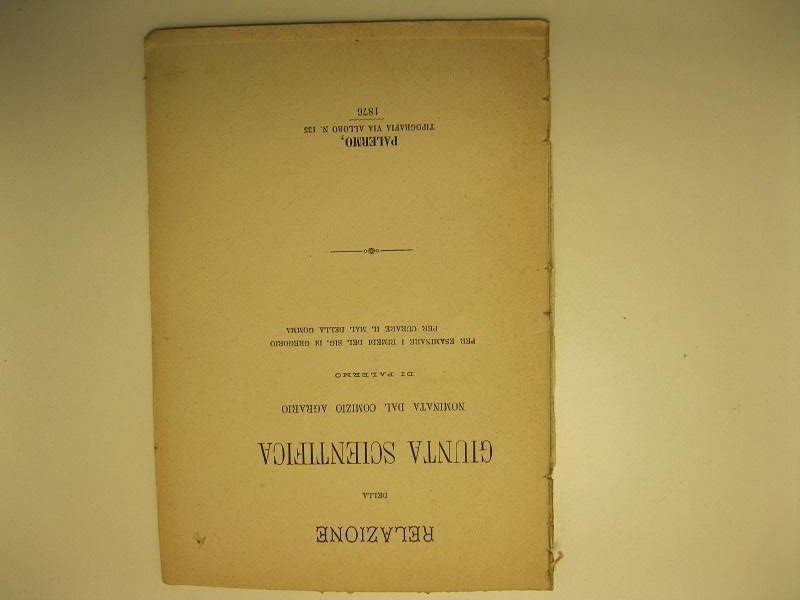 RELAZIONE
DELLA
GIUNTA SCIENTIFICA
NOMINATA DAL COMIZIO AGRARIO
DI PALERMO
PER ESAMINARE I RIMEDI DEL SIG. DI GREGORIO
PER CURARE IL MAL DELLA GOMMA
PALERMO,
TIPOGRAFIA VIA ALLORO N. 135
1876